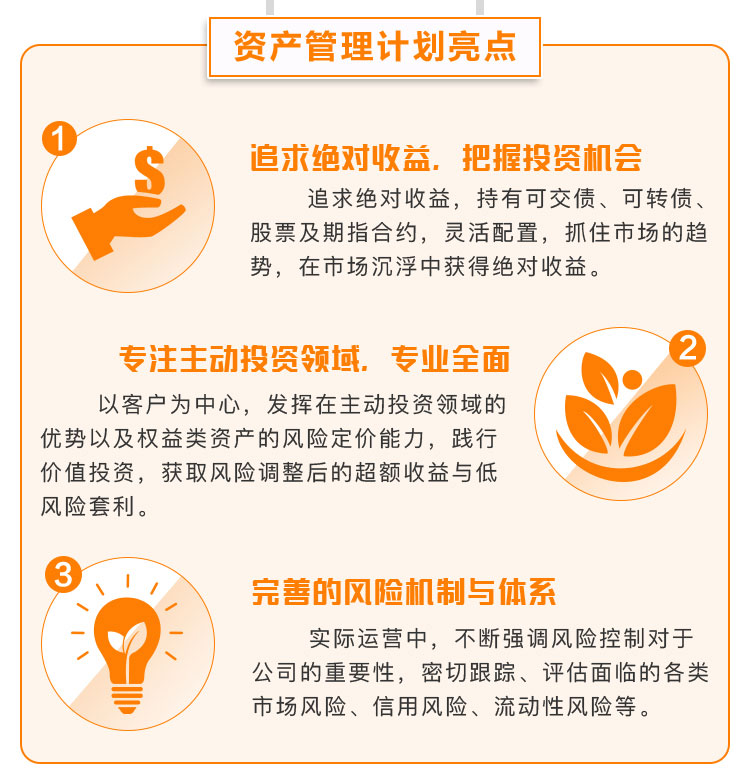 资产管理计划亮点
1
$
追求绝对收益，把握投资机会
追求绝对收益，持有可交债、可转债、
股票及期指合约，灵活配置，抓住市场的趋
势，在市场沉浮中获得绝对收益。
专注主动投资领域，专业全面
2
以客户为中心，发挥在主动投资领域的
优势以及权益类资产的风险定价能力，践行
价值投资，获取风险调整后的超额收益与低
风险套利。
3
完善的风险机制与体系
实际运营中，不断强调风险控制对于
公司的重要性，密切跟踪、评估面临的各类
市场风险、信用风险、流动性风险等。